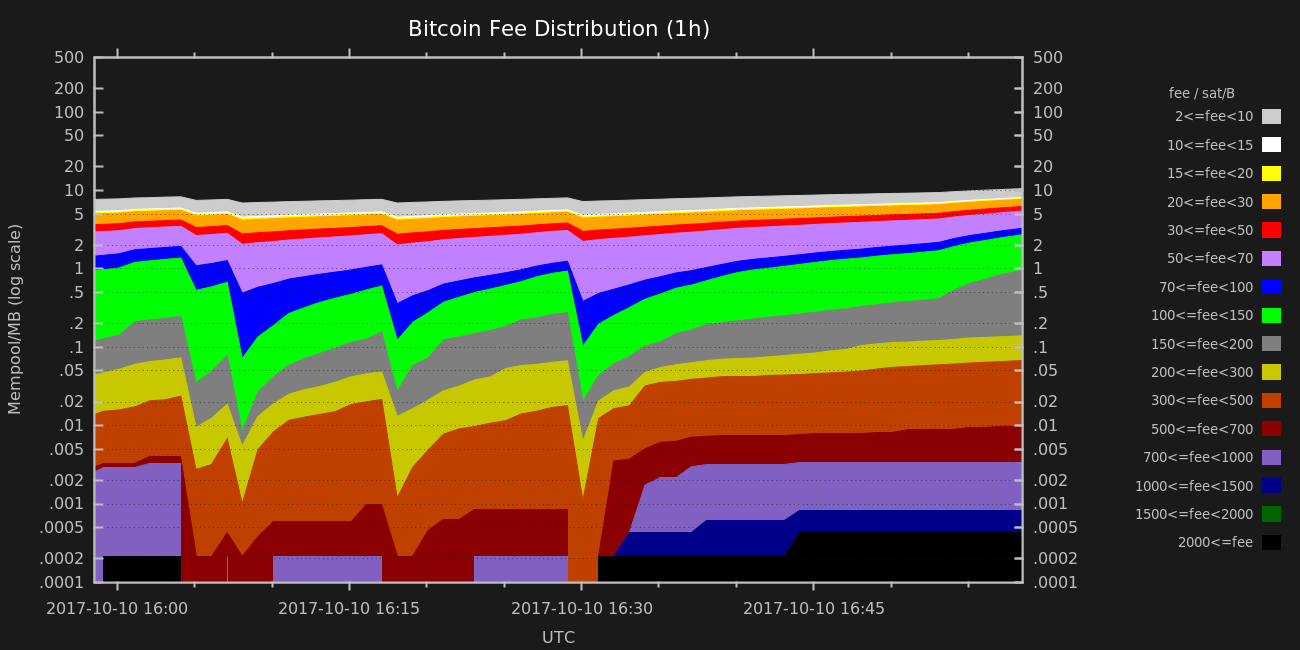 Bitcoin Fee Distribution (1h)
500
200
100
50
20
10
5
2
1
.5
.2
.1
.05
.02
.01
.005
.002
.001
.0005
.0002
.0001
Mempool/MB (log scale)
500
200
100
50
20
10
5
2
1
.5
.2
.1
.05
.02
.01
.005
.002
.001
.0005
.0002
.0001
2017-10-10 16:00
2017-10-10 16:15
2017-10-10 16:30
2017-10-10 16:45
UTC
fee / sat/B
2<=fee<10
10<=fee<15
15<=fee<20
20<=fee<30
30<=fee<50
50<=fee<70
70<=fee<100
100<=fee<150
150<=fee<200
200<=fee<300
300<=fee<500
500<=fee<700
700<=fee<1000
1000<=fee<1500
1500<=fee<2000
2000<=fee